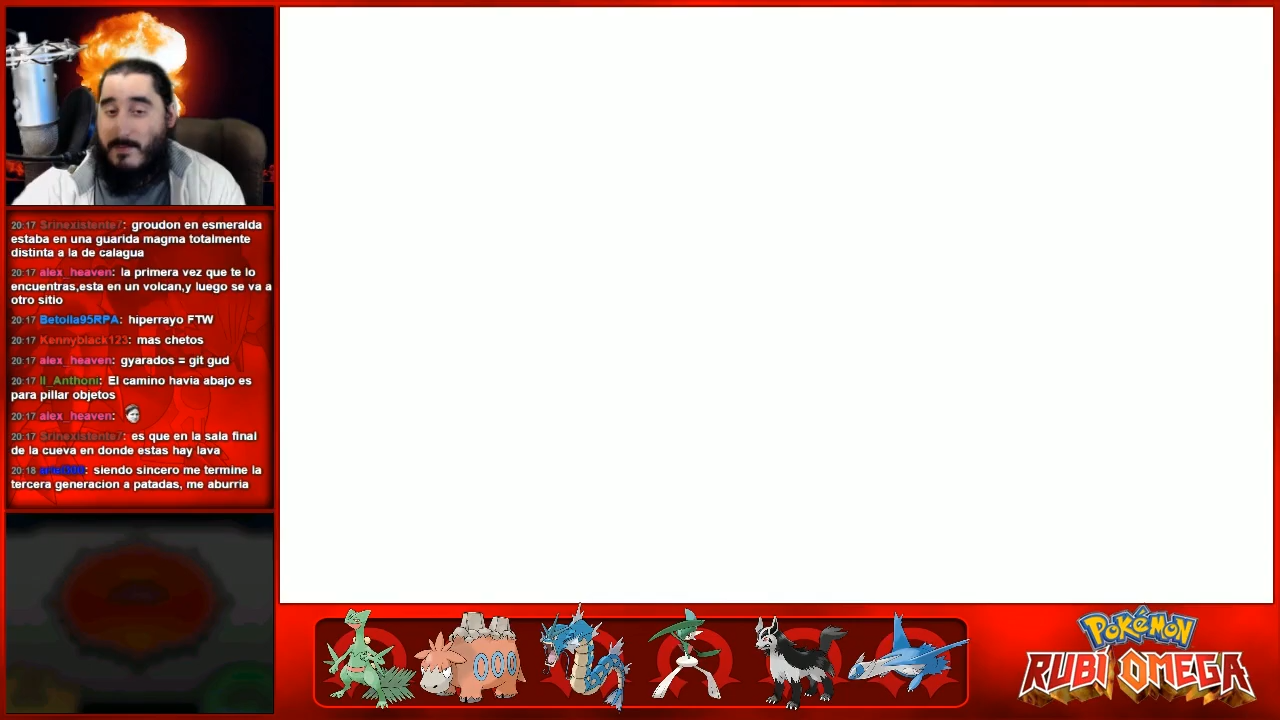 20:17 Srinexistente7: groudon en esmeralda
estaba en una guarida magma totalmente
distinta a la de calagua
20:17 alex_heaven: la primera vez que te lo
encuentras,esta en un volcan,y luego se va a
otro sitio
20:17 Betolla95RPA: hiperrayo FTW
20:17 Kennyblack123: mas chetos
20:17 alex_heaven: gyarados = git gud
20:17 ll_Anthoni: El camino havia abajo es
para pillar objetos
20:17 alex_heaven:
20:17 Srinexistente7: es que en la sala final
de la cueva en donde estas hay lava
20:18 : siendo sincero me termine la
tercera generacion a patadas, me aburria
POKéMON
RUBI OMEGA